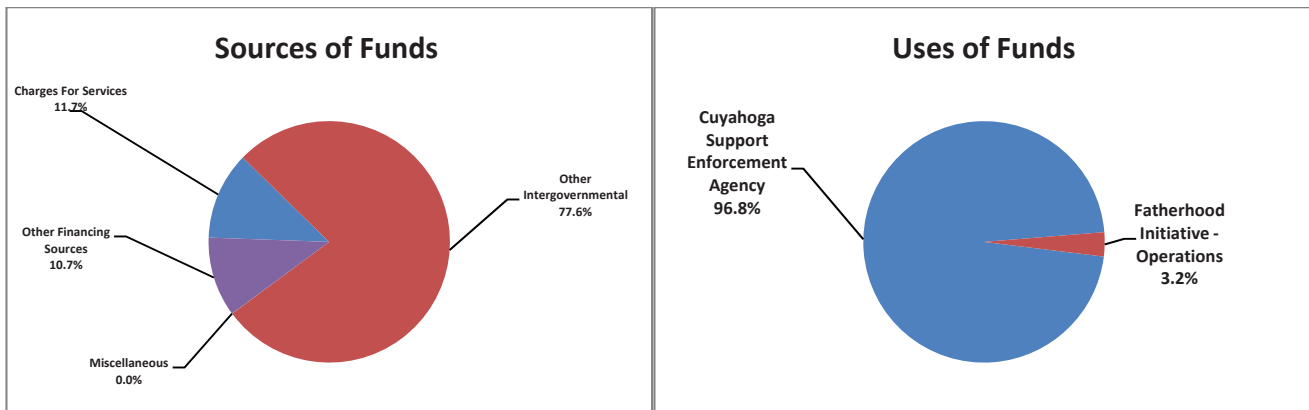 Sources of Funds
Charges For Services
11.7%
Other
Intergovernmental
77.6%
Other Financing
Sources
10.7%
Miscellaneous
0.0%
Uses of Funds
Cuyahoga
Support
Enforcement
Agency
96.8%
Fatherhood
Initiative -
Operations
3.2%